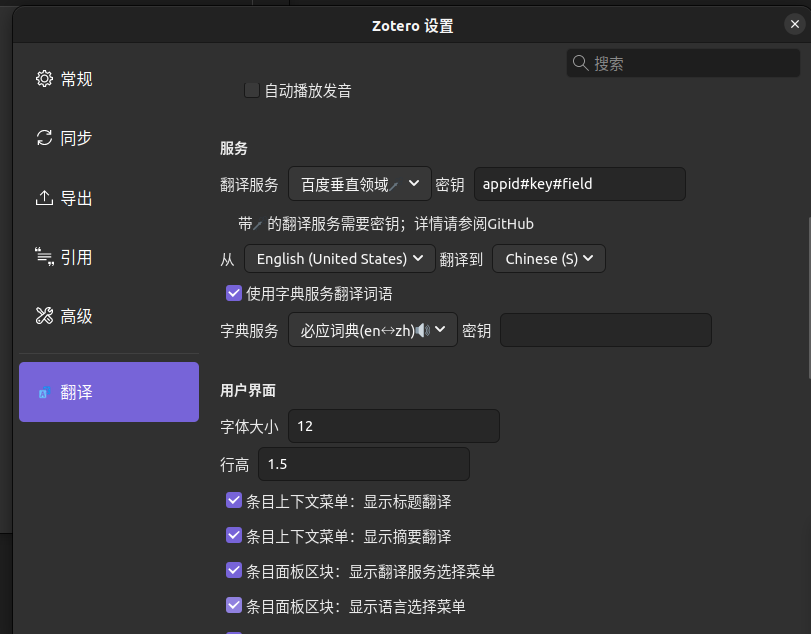 Zotero 设置
搜索
常规
同步
导出
引用
高级
翻译
自动播放发音
服务
翻译服务 百度垂直领域 密钥 appid#key#field
带 的翻译服务需要密钥；详情请参阅GitHub
从 English (United States) 翻译到 Chinese (S)
使用字典服务翻译词语
字典服务 必应词典(en↔zh)🔊 密钥
用户界面
字体大小 12
行高 1.5
条目上下文菜单：显示标题翻译
条目上下文菜单：显示摘要翻译
条目面板区块：显示翻译服务选择菜单
条目面板区块：显示语言选择菜单